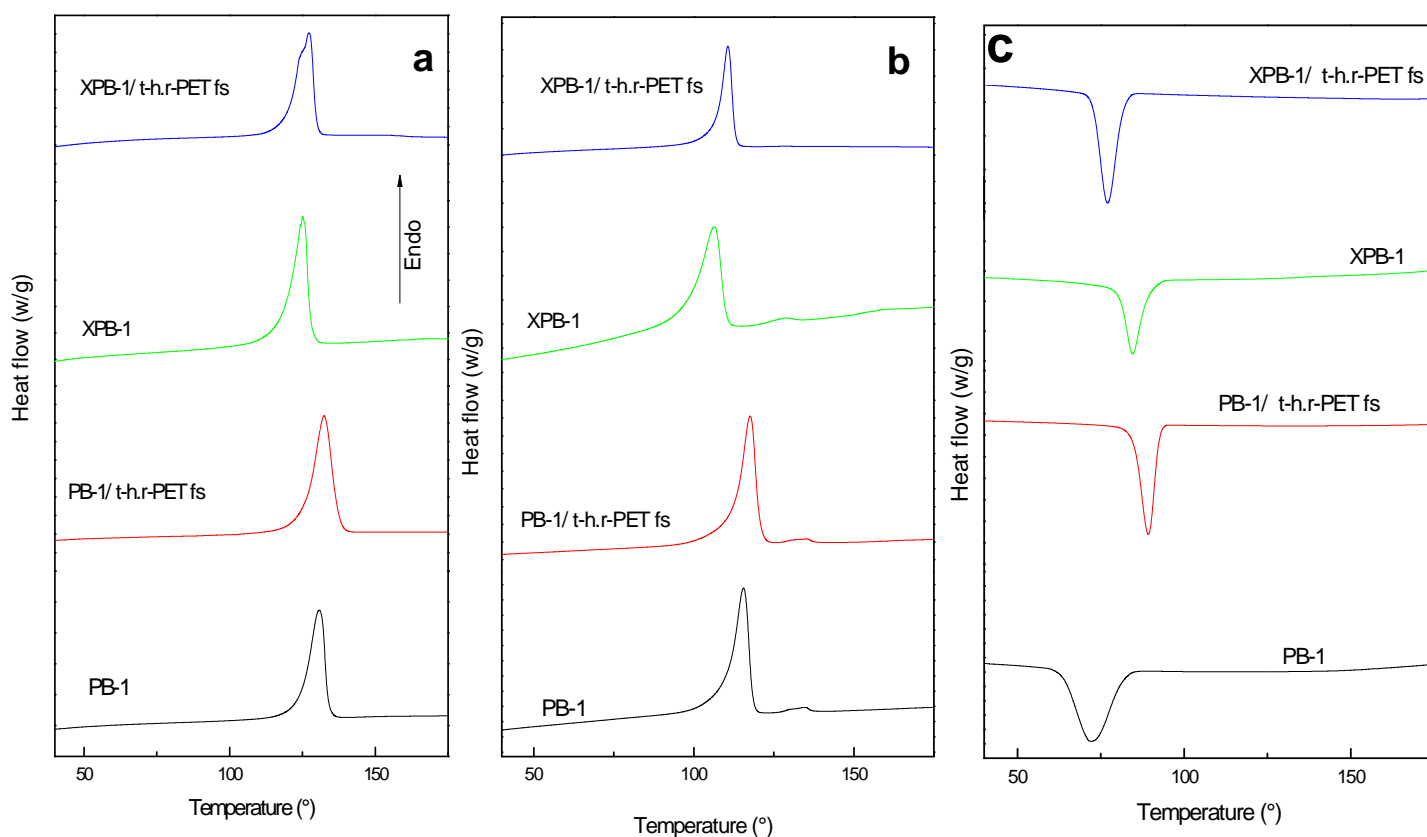 a
XPB-1/ t-h.r-PET fs
Endo
XPB-1
PB-1/ t-h.r-PET fs
PB-1
Heat flow (w/g)
50
100
150
Temperature (°)
b
XPB-1/ t-h.r-PET fs
XPB-1
PB-1/ t-h.r-PET fs
PB-1
Heat flow (w/g)
50
100
150
Temperature (°)
c
XPB-1/ t-h.r-PET fs
XPB-1
PB-1/ t-h.r-PET fs
PB-1
Heat flow (w/g)
50
100
150
Temperature (°)